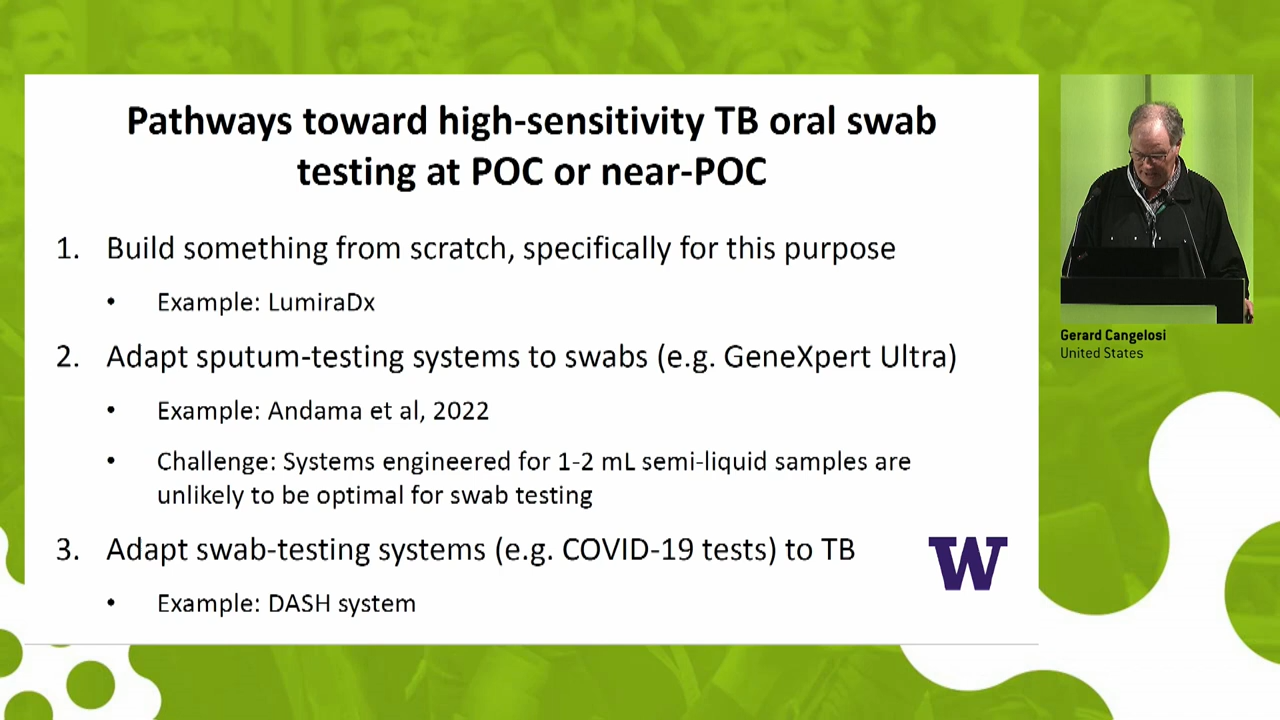 Pathways toward high-sensitivity TB oral swab
testing at POC or near-POC
1. Build something from scratch, specifically for this purpose
• Example: LumiraDx
2. Adapt sputum-testing systems to swabs (e.g. GeneXpert Ultra)
• Example: Andama et al, 2022
• Challenge: Systems engineered for 1-2 mL semi-liquid samples are
unlikely to be optimal for swab testing
3. Adapt swab-testing systems (e.g. COVID-19 tests) to TB
• Example: DASH system
W
Gerard Cangelosi
United States